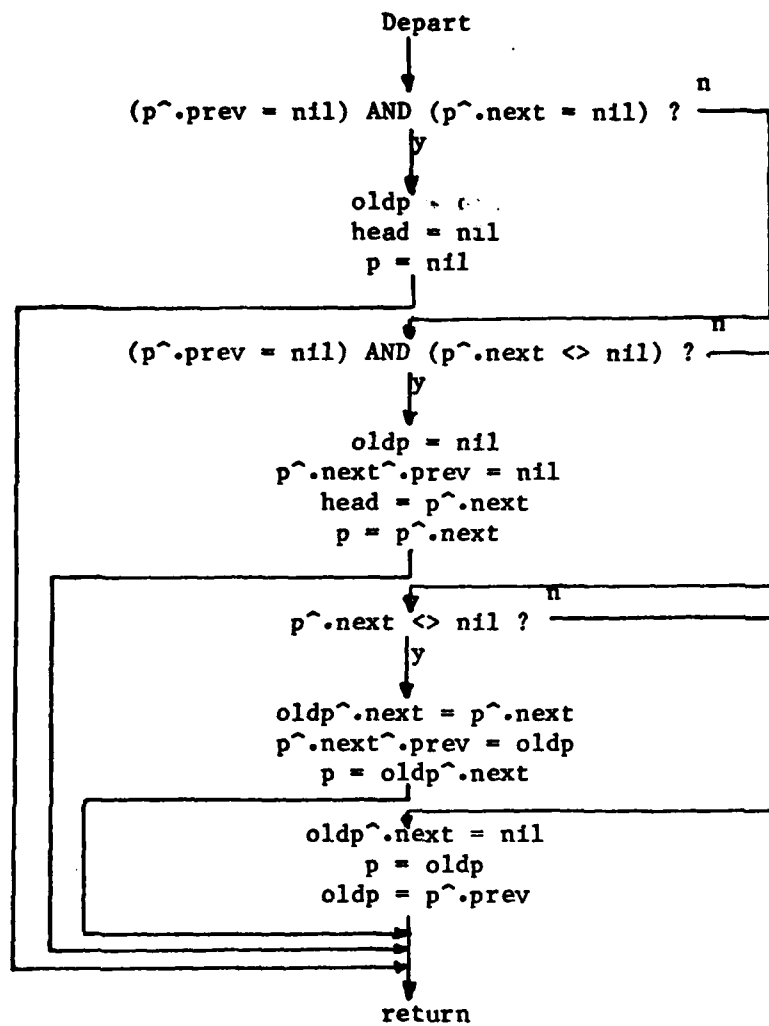 Depart
n
(p^.prev = nil) AND (p^.next = nil) ?
y
oldp
head = nil
p = nil
n
(p^.prev = nil) AND (p^.next <> nil) ?
y
oldp = nil
p^.next^.prev = nil
head = p^.next
p = p^.next
n
p^.next <> nil ?
y
oldp^.next = p^.next
p^.next^.prev = oldp
p = oldp^.next
oldp^.next = nil
p = oldp
oldp = p^.prev
return